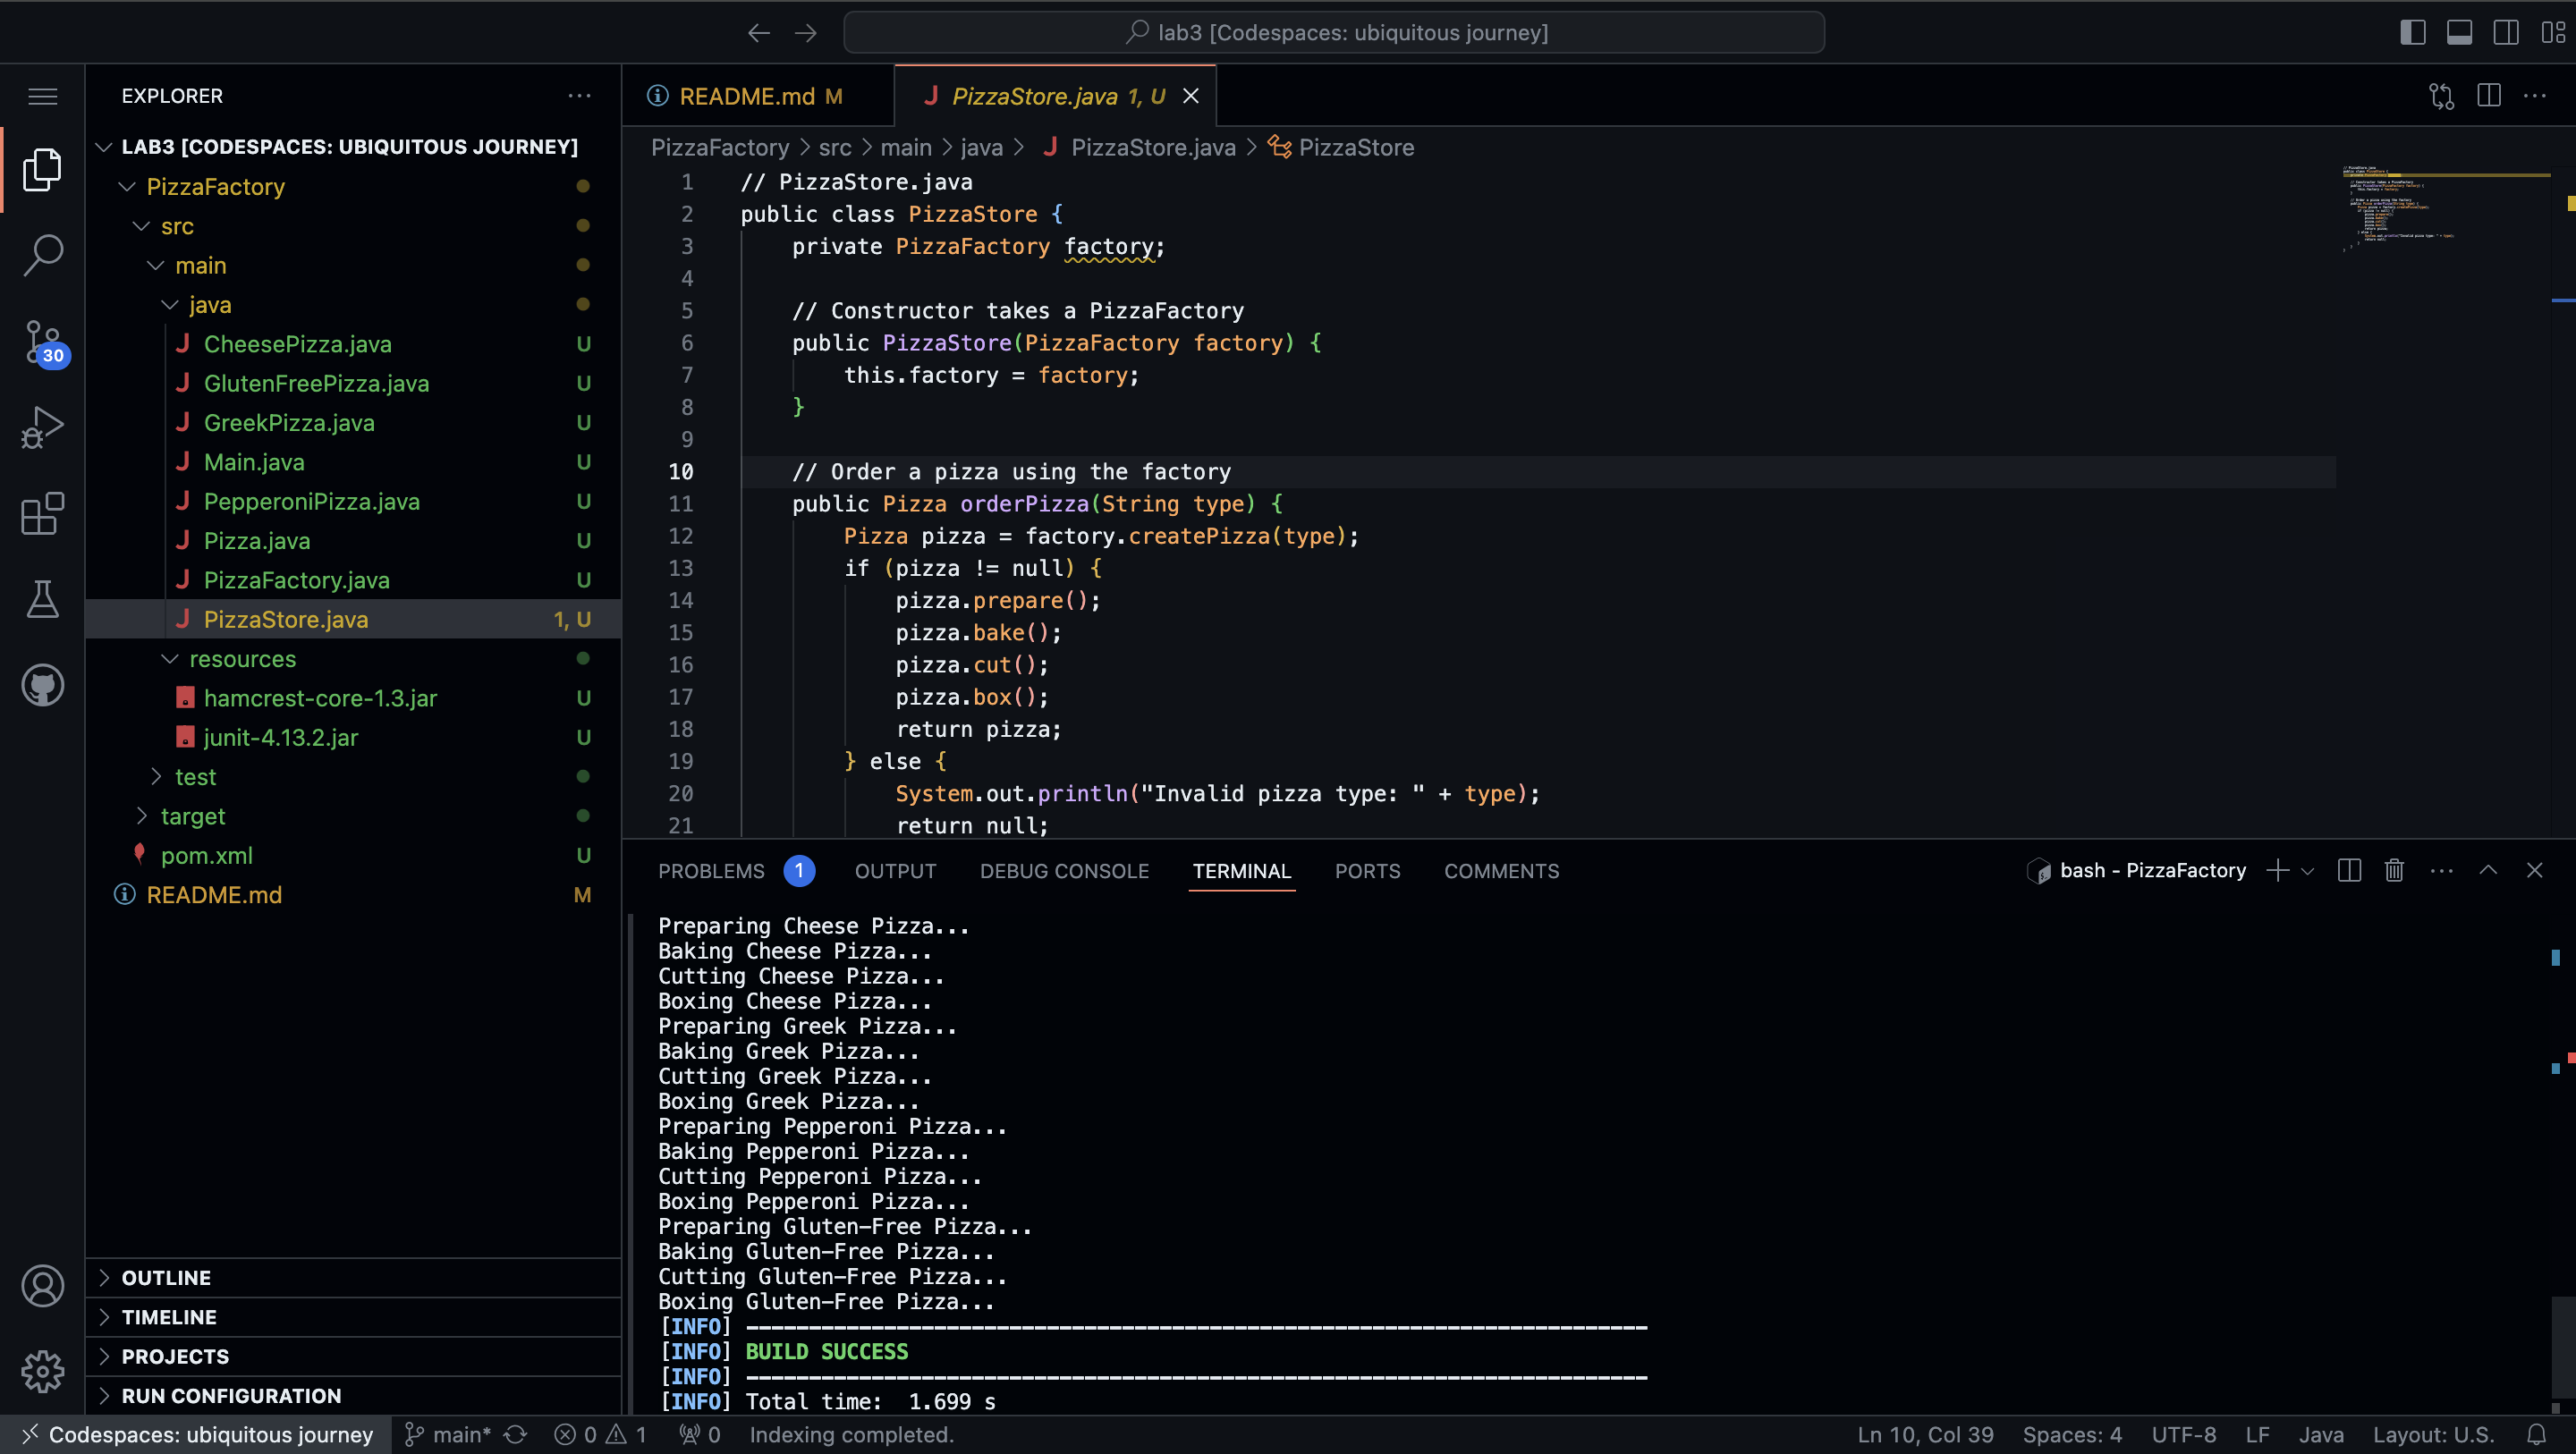 lab3 [Codespaces: ubiquitous journey]
EXPLORER
LAB3 [CODESPACES: UBIQUITOUS JOURNEY]
PizzaFactory
src
main
java
CheesePizza.java U
GlutenFreePizza.java U
GreekPizza.java U
Main.java U
PepperoniPizza.java U
Pizza.java U
PizzaFactory.java U
PizzaStore.java 1, U
resources
hamcrest-core-1.3.jar U
junit-4.13.2.jar U
test
target
pom.xml U
README.md M
30
OUTLINE
TIMELINE
PROJECTS
RUN CONFIGURATION
README.md M
PizzaStore.java 1, U
PizzaFactory > src > main > java > PizzaStore.java > PizzaStore
1 // PizzaStore.java
2 public class PizzaStore {
3 private PizzaFactory factory;
4
5 // Constructor takes a PizzaFactory
6 public PizzaStore(PizzaFactory factory) {
7 this.factory = factory;
8 }
9
10 // Order a pizza using the factory
11 public Pizza orderPizza(String type) {
12 Pizza pizza = factory.createPizza(type);
13 if (pizza != null) {
14 pizza.prepare();
15 pizza.bake();
16 pizza.cut();
17 pizza.box();
18 return pizza;
19 } else {
20 System.out.println("Invalid pizza type: " + type);
21 return null;
PROBLEMS 1 OUTPUT DEBUG CONSOLE TERMINAL PORTS COMMENTS
bash - PizzaFactory
Preparing Cheese Pizza...
Baking Cheese Pizza...
Cutting Cheese Pizza...
Boxing Cheese Pizza...
Preparing Greek Pizza...
Baking Greek Pizza...
Cutting Greek Pizza...
Boxing Greek Pizza...
Preparing Pepperoni Pizza...
Baking Pepperoni Pizza...
Cutting Pepperoni Pizza...
Boxing Pepperoni Pizza...
Preparing Gluten-Free Pizza...
Baking Gluten-Free Pizza...
Cutting Gluten-Free Pizza...
Boxing Gluten-Free Pizza...
[INFO] ------------------------------------------------------------------------
[INFO] BUILD SUCCESS
[INFO] ------------------------------------------------------------------------
[INFO] Total time: 1.699 s
Codespaces: ubiquitous journey main* 0 1 0 Indexing completed. Ln 10, Col 39 Spaces: 4 UTF-8 LF Java Layout: U.S.